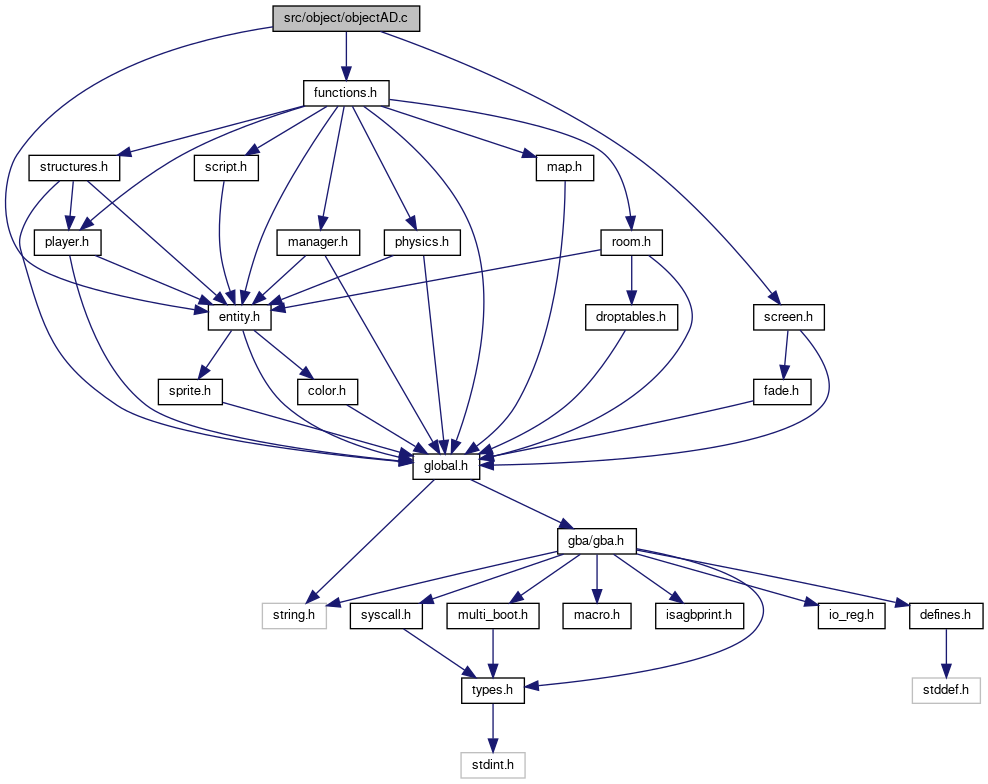 src/object/objectAD.c
functions.h
structures.h
script.h
map.h
player.h
manager.h
physics.h
room.h
entity.h
droptables.h
screen.h
sprite.h
color.h
fade.h
global.h
gba/gba.h
string.h
syscall.h
multi_boot.h
macro.h
isagbprint.h
io_reg.h
defines.h
types.h
stddef.h
stdint.h